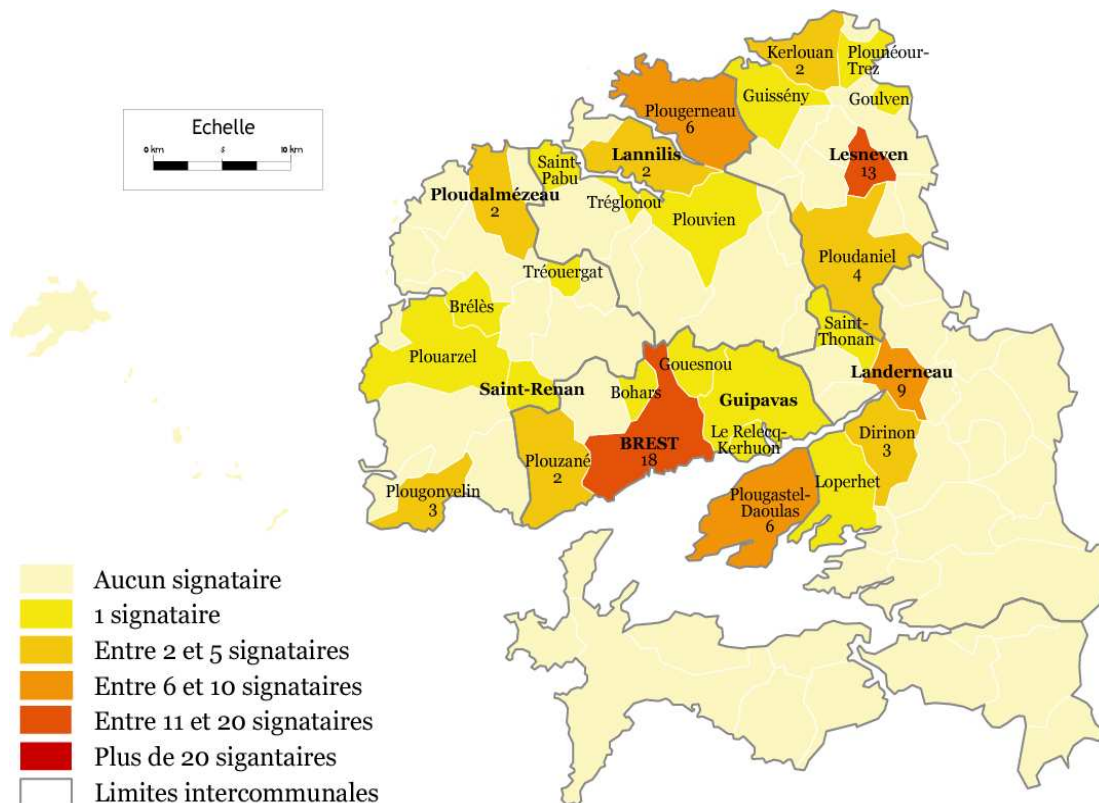 Echelle
0 km
5
10 km
Kerlouan
2
Plounéour-
Trez
Guissény
Goulven
Plougerneau
6
Lannilis
2
Lesneven
13
Saint-
Pabu
Ploudalmézeau
2
Tréglonou
Plouvien
Ploudaniel
4
Tréouergat
Brélès
Saint-
Thonan
Plouarzel
Gouesnou
Landerneau
9
Saint-Renan
Bohars
Guipavas
Le Relecq-
Kerhuon
BREST
18
Dirinon
3
Plouzané
2
Loperhet
Plougonvelin
3
Plougastel-
Daoulas
6
Aucun signataire
1 signataire
Entre 2 et 5 signataires
Entre 6 et 10 signataires
Entre 11 et 20 signataires
Plus de 20 sigantaires
Limites intercommunales